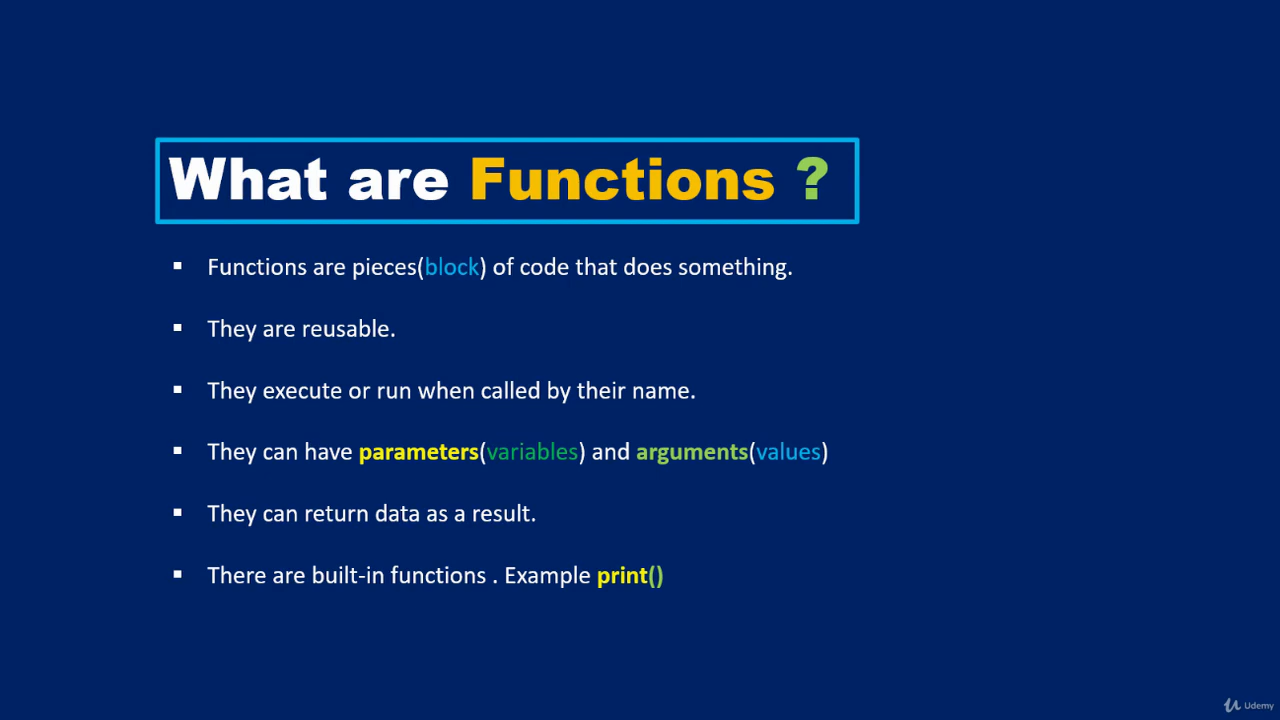 What are Functions ?
▪ Functions are pieces(block) of code that does something.
▪ They are reusable.
▪ They execute or run when called by their name.
▪ They can have parameters(variables) and arguments(values)
▪ They can return data as a result.
▪ There are built-in functions . Example print()
Udemy